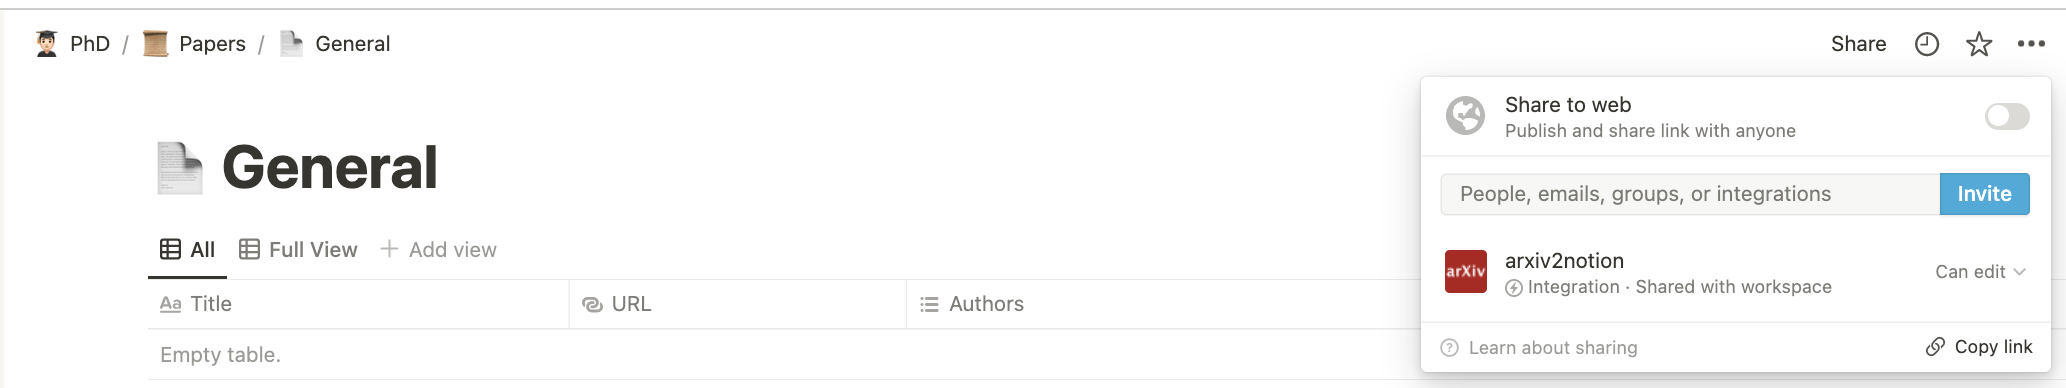 PhD / Papers / General
Share
Share to web
Publish and share link with anyone
People, emails, groups, or integrations
Invite
arXiv
arxiv2notion
Integration · Shared with workspace
Can edit
Learn about sharing
Copy link
General
All
Full View
+ Add view
Aa Title
URL
Authors
Empty table.